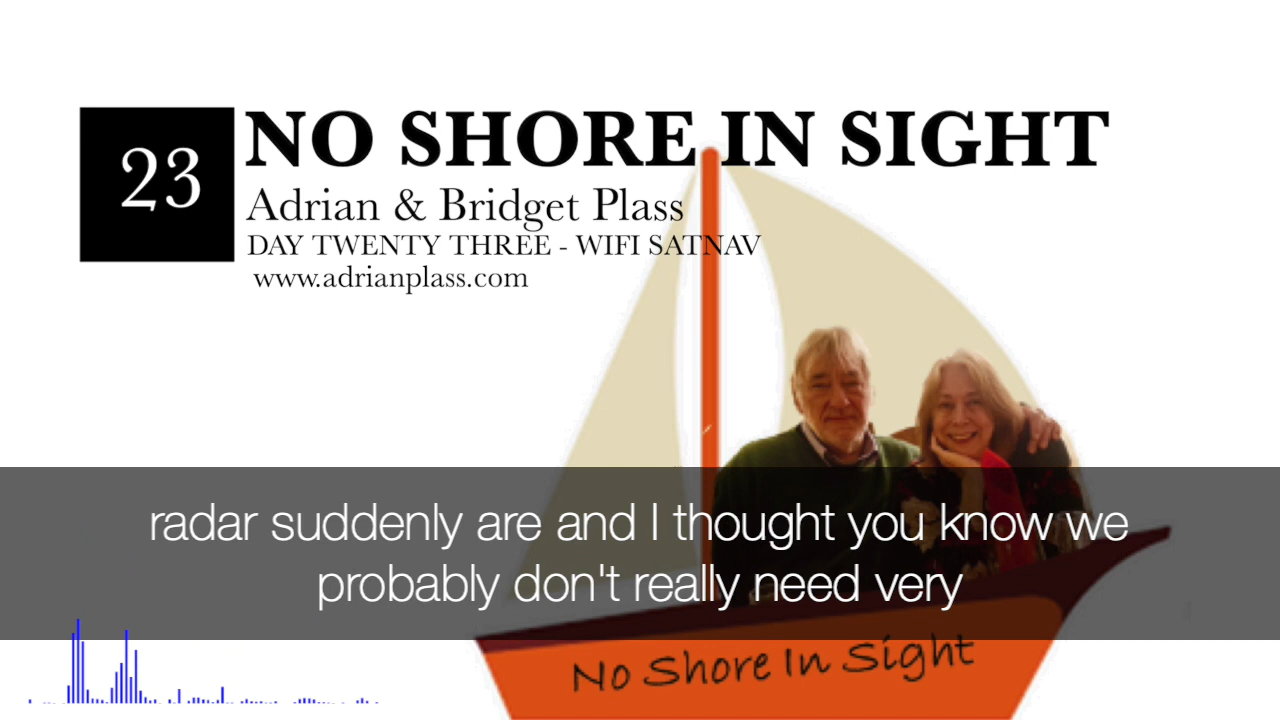 23
NO SHORE IN SIGHT
Adrian & Bridget Plass
DAY TWENTY THREE - WIFI SATNAV
www.adrianplass.com
radar suddenly are and I thought you know we
probably don't really need very
No Shore In Sight